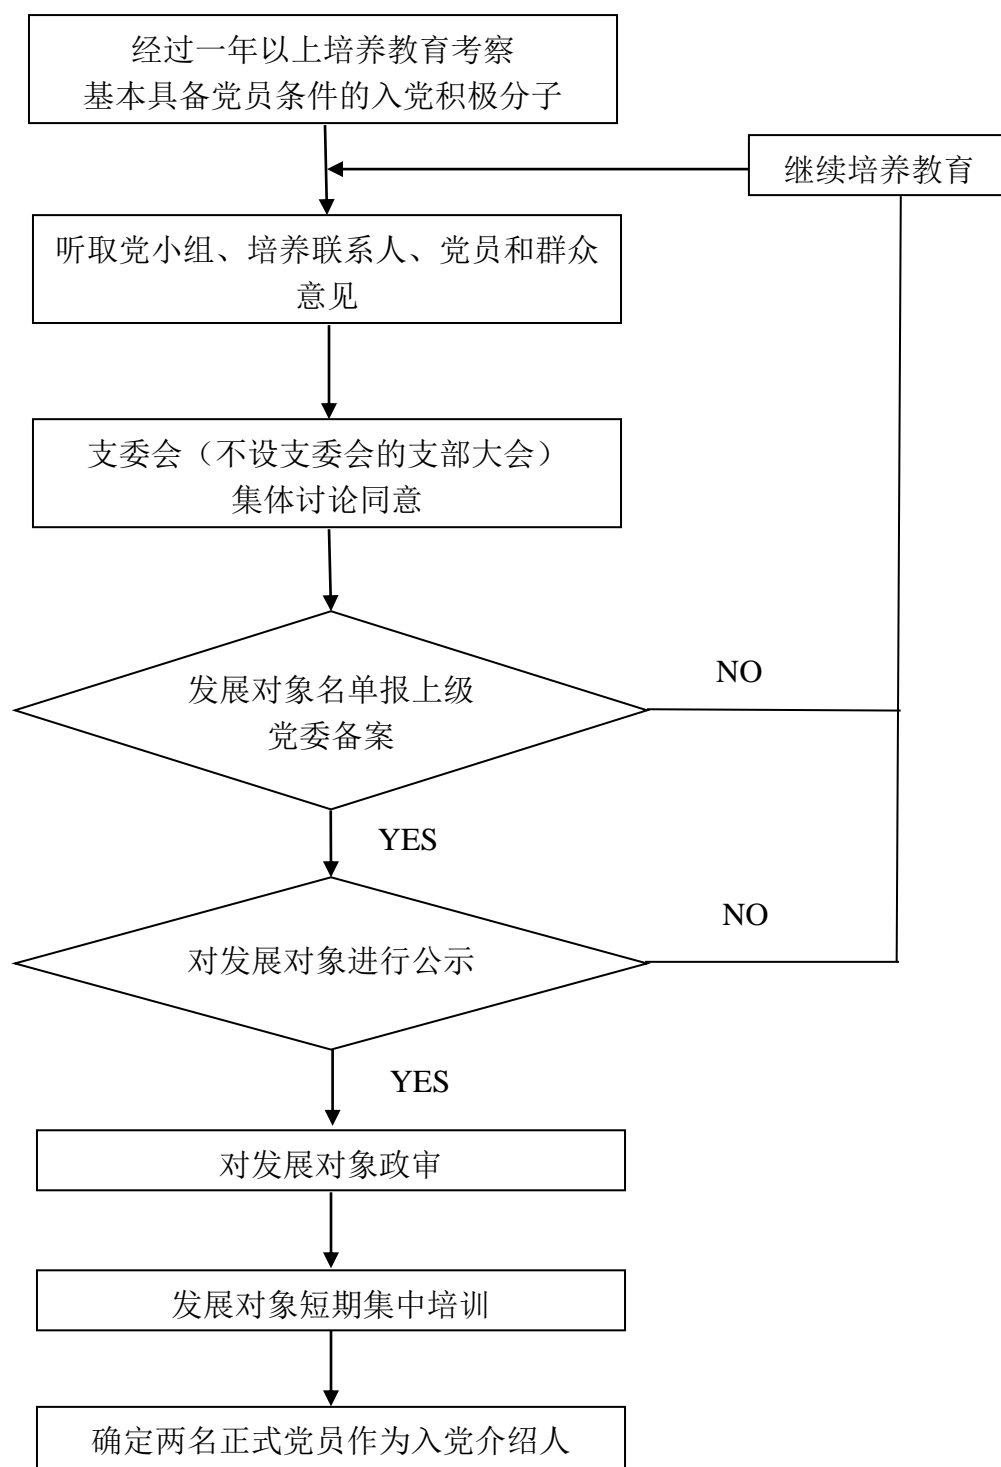 经过一年以上培养教育考察
基本具备党员条件的入党积极分子
继续培养教育
听取党小组、培养联系人、党员和群众
意见
支委会（不设支委会的支部大会）
集体讨论同意
发展对象名单报上级
党委备案
NO
YES
对发展对象进行公示
NO
YES
对发展对象政审
发展对象短期集中培训
确定两名正式党员作为入党介绍人